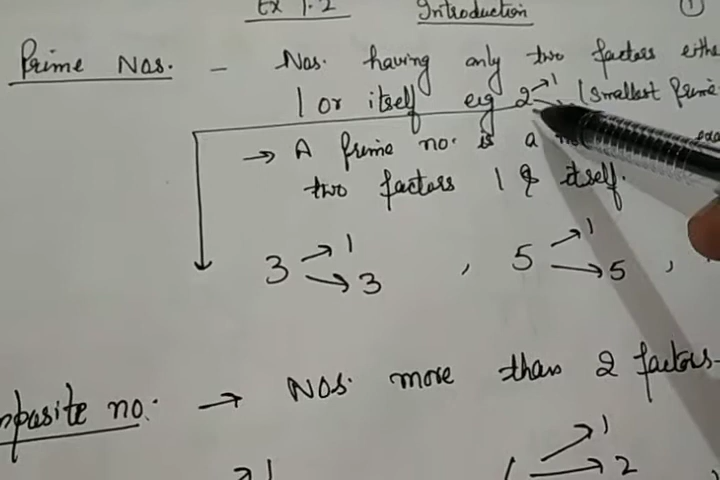 Ex 1.2 Introduction 1
Prime Nos. - Nos. having only two factors
1 or itself eg 2 → 1 (smallest prime
→ A prime no. is a
two factors 1 & itself.
3 → 1 → 3 , 5 → 1 → 5 ,
no. → Nos. more than 2 factors
→ 1 → 1 → 2